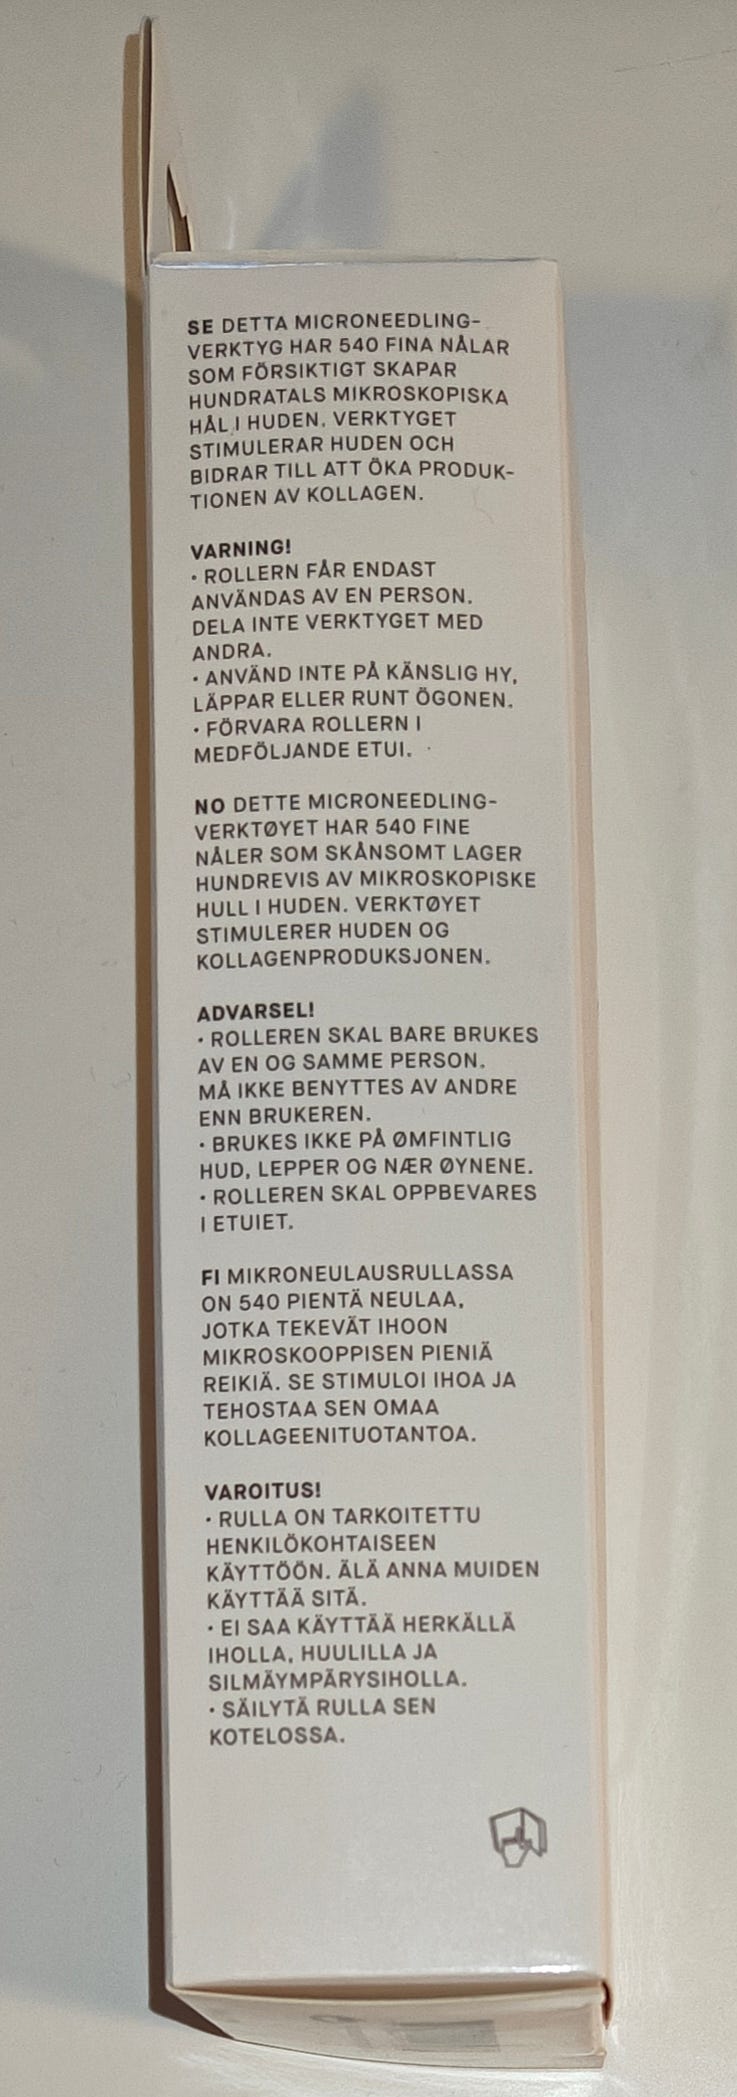 SE DETTA MICRONEEDLING-
VERKTYG HAR 540 FINA NÅLAR
SOM FÖRSIKTIGT SKAPAR
HUNDRATALS MIKROSKOPISKA
HÅL I HUDEN. VERKTYGET
STIMULERAR HUDEN OCH
BIDRAR TILL ATT ÖKA PRODUK-
TIONEN AV KOLLAGEN.
VARNING!
• ROLLERN FÅR ENDAST
ANVÄNDAS AV EN PERSON.
DELA INTE VERKTYGET MED
ANDRA.
• ANVÄND INTE PÅ KÄNSLIG HY,
LÄPPAR ELLER RUNT ÖGONEN.
• FÖRVARA ROLLERN I
MEDFÖLJANDE ETUI.
NO DETTE MICRONEEDLING-
VERKTØYET HAR 540 FINE
NÅLER SOM SKÅNSOMT LAGER
HUNDREVIS AV MIKROSKOPISKE
HULL I HUDEN. VERKTØYET
STIMULERER HUDEN OG
KOLLAGENPRODUKSJONEN.
ADVARSEL!
• ROLLEREN SKAL BARE BRUKES
AV EN OG SAMME PERSON.
MÅ IKKE BENYTTES AV ANDRE
ENN BRUKEREN.
• BRUKES IKKE PÅ ØMFINTLIG
HUD, LEPPER OG NÆR ØYNENE.
• ROLLEREN SKAL OPPBEVARES
I ETUIET.
FI MIKRONEULAUSRULLASSA
ON 540 PIENTÄ NEULAA,
JOTKA TEKEVÄT IHOON
MIKROSKOOPPISEN PIENIÄ
REIKIÄ. SE STIMULOI IHOA JA
TEHOSTAA SEN OMAA
KOLLAGEENITUOTANTOA.
VAROITUS!
• RULLA ON TARKOITETTU
HENKILÖKOHTAISEEN
KÄYTTÖÖN. ÄLÄ ANNA MUIDEN
KÄYTTÄÄ SITÄ.
• EI SAA KÄYTTÄÄ HERKÄLLÄ
IHOLLA, HUULILLA JA
SILMÄYMPÄRYSIHOLLA.
• SÄILYTÄ RULLA SEN
KOTELOSSA.